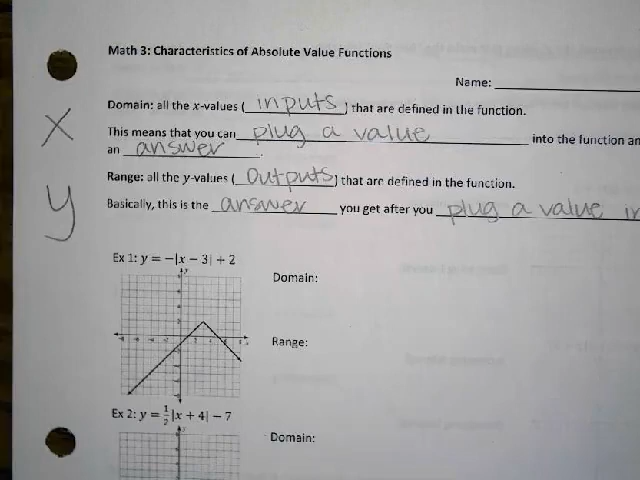 Math 3: Characteristics of Absolute Value Functions
Name:
Domain: all the x-values (inputs) that are defined in the function.
This means that you can plug a value into the function an
an answer.
Range: all the y-values (outputs) that are defined in the function.
Basically, this is the answer you get after you plug a value in
x
y
Ex 1: y = −|x − 3| + 2
Domain:
Range:
Ex 2: y = 1/2|x + 4| − 7
Domain: